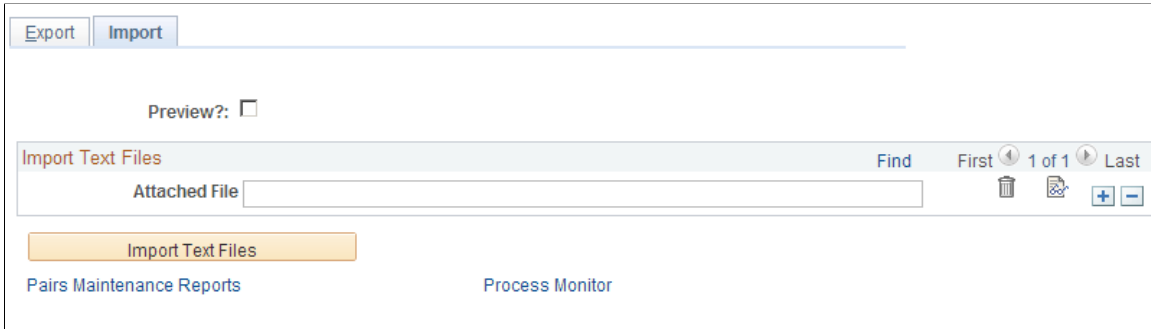 Export Import
Preview?:
Import Text Files Find First 1 of 1 Last
Attached File
Import Text Files
Pairs Maintenance Reports Process Monitor